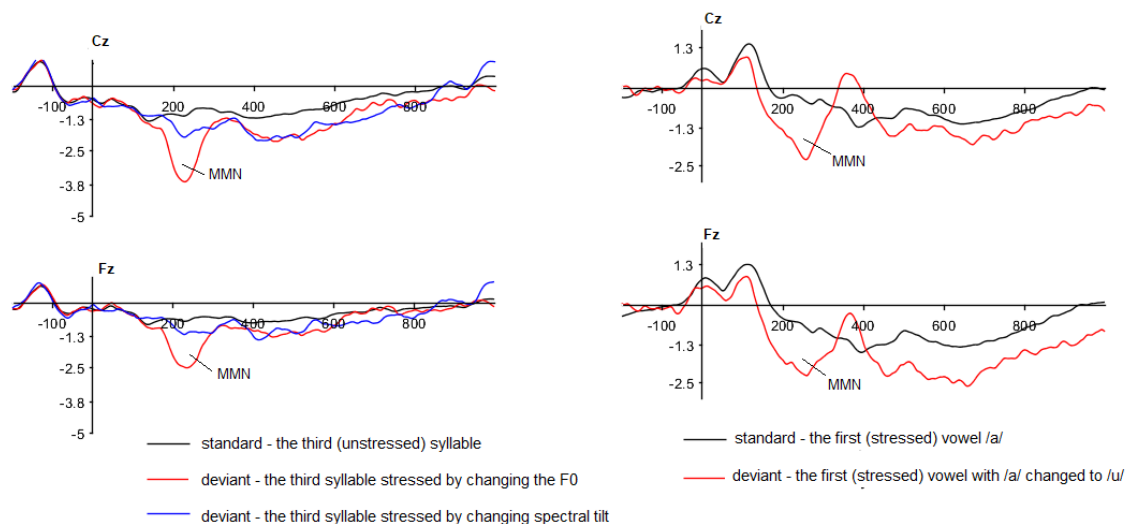 Cz
-100 200 400 600 800
-1.3
-2.5
-3.8
-5
MMN
Fz
-100 200 400 600 800
-1.3
-2.5
-3.8
-5
MMN
standard - the third (unstressed) syllable
deviant - the third syllable stressed by changing the F0
deviant - the third syllable stressed by changing spectral tilt
Cz
1.3
-100 200 400 600 800
-1.3
-2.5
MMN
Fz
1.3
-100 200 400 600 800
-1.3
-2.5
MMN
standard - the first (stressed) vowel /a/
deviant - the first (stressed) vowel with /a/ changed to /u/